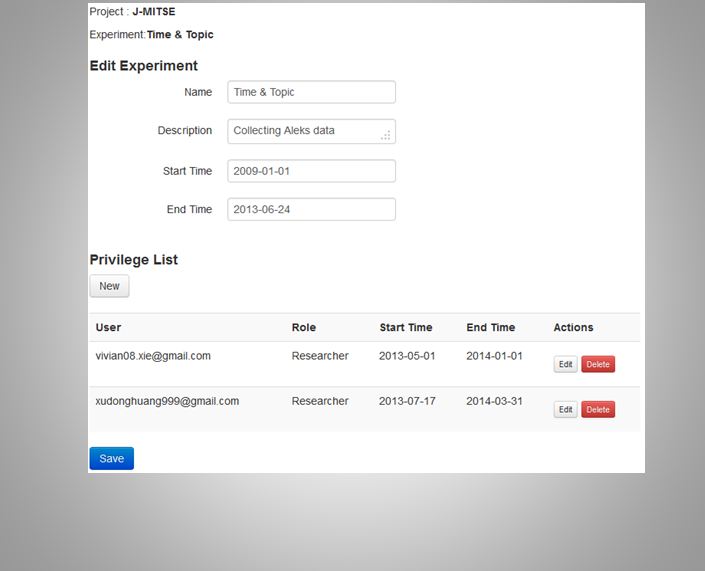 Project : J-MITSE
Experiment:Time & Topic
Edit Experiment
Name Time & Topic
Description Collecting Aleks data
Start Time 2009-01-01
End Time 2013-06-24
Privilege List
New
User Role Start Time End Time Actions
vivian08.xie@gmail.com Researcher 2013-05-01 2014-01-01 Edit Delete
xudonghuang999@gmail.com Researcher 2013-07-17 2014-03-31 Edit Delete
Save